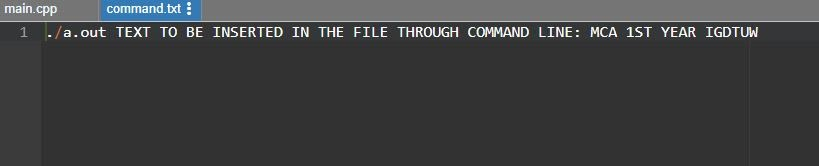 main.cpp command.txt
1 ./a.out TEXT TO BE INSERTED IN THE FILE THROUGH COMMAND LINE: MCA 1ST YEAR IGDTUW